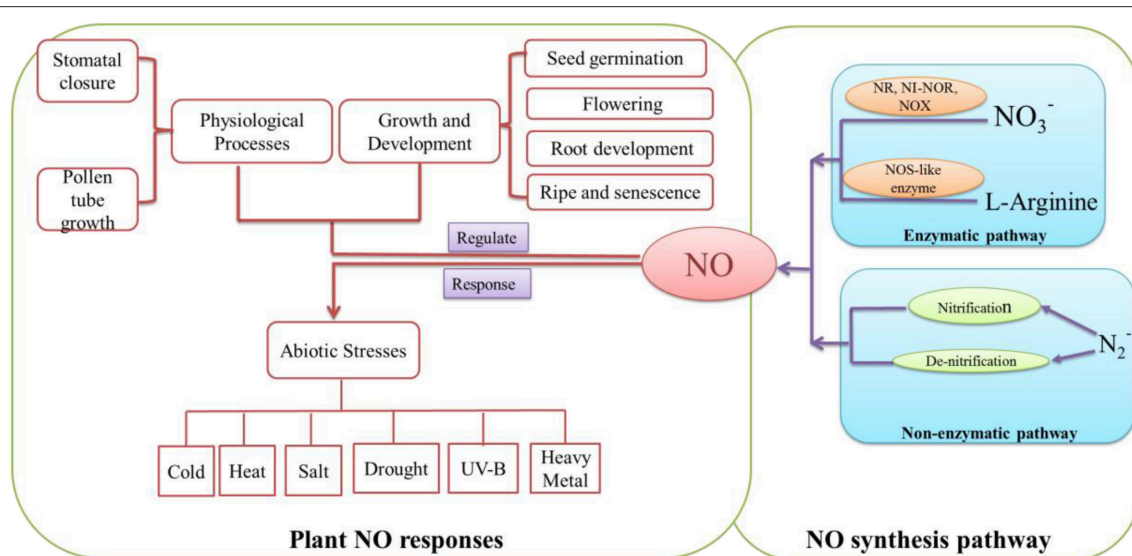 Stomatal
closure
Pollen
tube
growth
Physiological
Processes
Growth and
Development
Seed germination
Flowering
Root development
Ripe and senescence
Regulate
Response
NO
Abiotic Stresses
Cold
Heat
Salt
Drought
UV-B
Heavy
Metal
Plant NO responses
NR, NI-NOR,
NOX
NO₃⁻
NOS-like
enzyme
L-Arginine
Enzymatic pathway
Nitrification
De-nitrification
N₂⁻
Non-enzymatic pathway
NO synthesis pathway